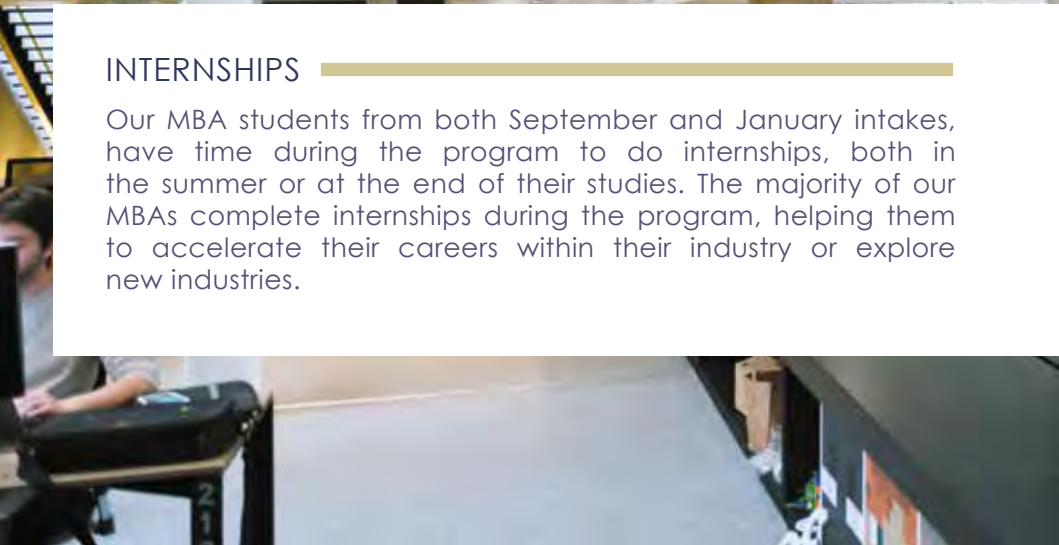 INTERNSHIPS
Our MBA students from both September and January intakes,
have time during the program to do internships, both in
the summer or at the end of their studies. The majority of our
MBAs complete internships during the program, helping them
to accelerate their careers within their industry or explore
new industries.
21